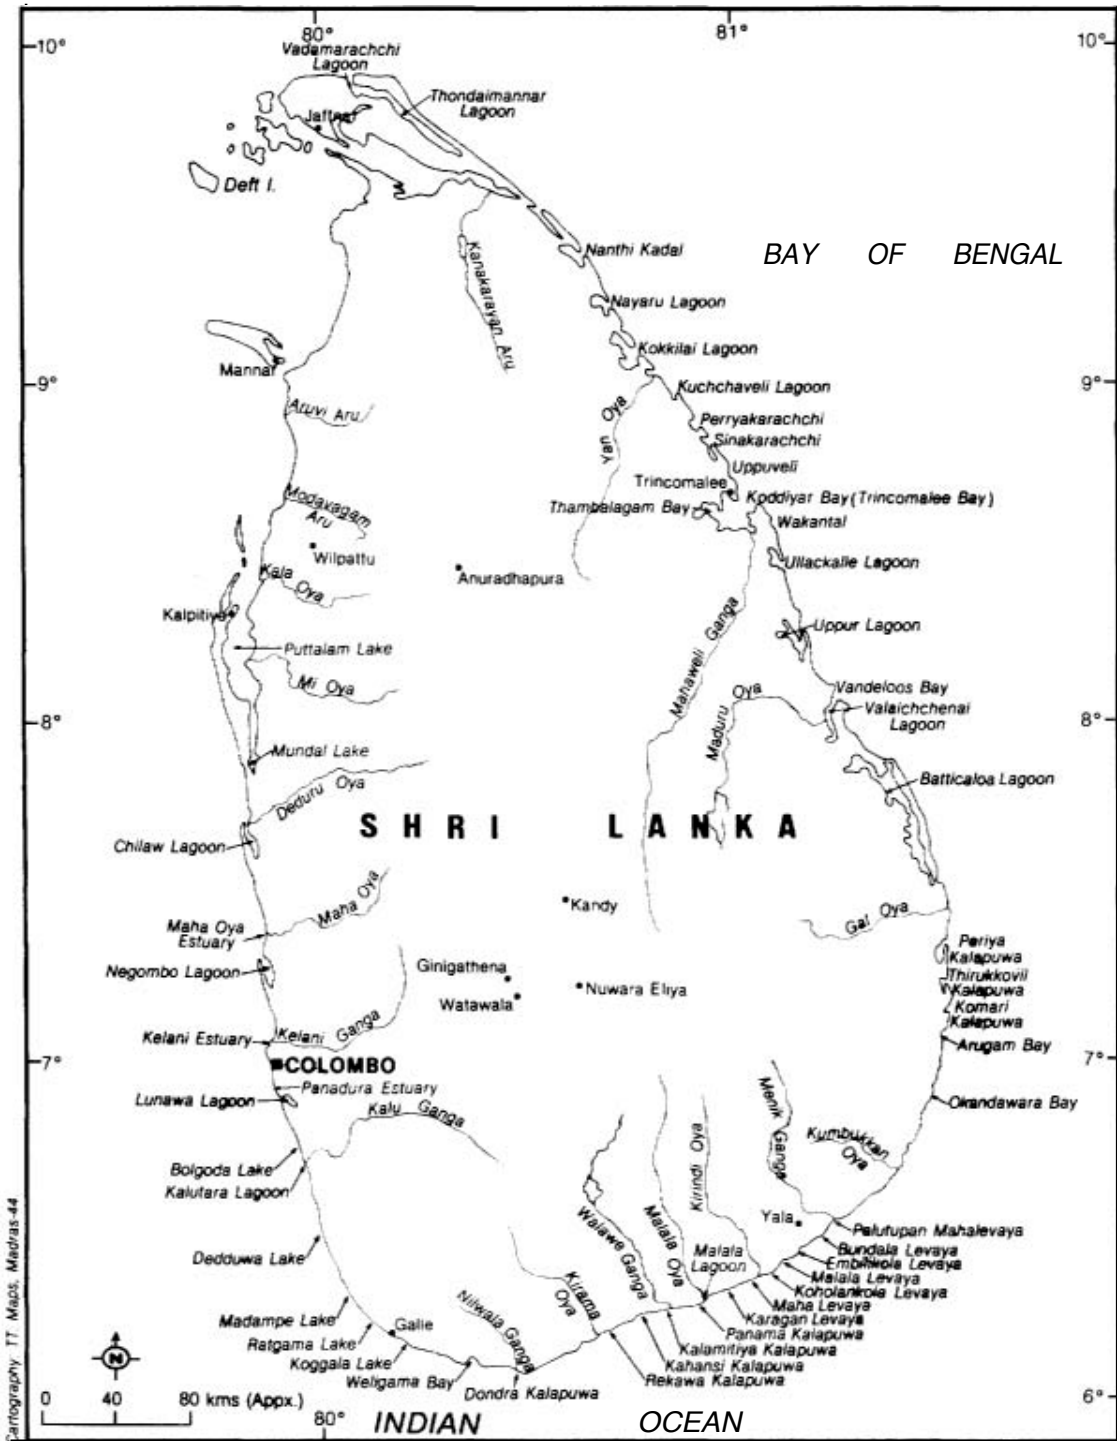 80°
81°
10°
10°
Vadamarachchi
Lagoon
Thondaimannar
Lagoon
Jaffna
Deft I.
Nanthi Kadal
BAY OF BENGAL
Kanakarayan Aru
Nayaru Lagoon
Kokkilai Lagoon
Mannar
9°
9°
Kuchchaveli Lagoon
Aruvi Aru
Yan Oya
Perryakarachchi
Sinakarachchi
Uppuveli
Trincomalee
Modavagam
Aru
Koddiyar Bay (Trincomalee Bay)
Thambalagam Bay
Wakantal
Wilpattu
Ullackalle Lagoon
Kala
Oya
Anuradhapura
Kalpitiya
Uppur Lagoon
Puttalam Lake
Mahaweli Ganga
Mi Oya
Maduru Oya
Vandeloos Bay
Valaichchenai
Lagoon
8°
8°
Mundal Lake
Batticaloa Lagoon
Deduru Oya
SHRI LANKA
Chilaw Lagoon
Maha Oya
Kandy
Maha Oya
Estuary
Gal Oya
Periya
Kalapuwa
Negombo Lagoon
Ginigathena
Thirukkovil
Kalapuwa
Nuwara Eliya
Watawala
Komari
Kalapuwa
Kelani Estuary
Kelani Ganga
Arugam Bay
7°
7°
COLOMBO
Panadura Estuary
Lunawa Lagoon
Kalu Ganga
Okandawara Bay
Menik Ganga
Kumbukkan
Oya
Bolgoda Lake
Kalutara Lagoon
Kirindi Oya
Yala
Palutupan Mahalevaya
Walawe Ganga
Malala Oya
Dedduwa Lake
Malala
Lagoon
Bundala Levaya
Embilikola Levaya
Malala Levaya
Koholankola Levaya
Maha Levaya
Karagan Levaya
Panama Kalapuwa
Kalamitiya Kalapuwa
Kahansi Kalapuwa
Rekawa Kalapuwa
Kirama
Oya
Nilwala Ganga
Madampe Lake
Galle
Ratgama Lake
Koggala Lake
Weligama Bay
Dondra Kalapuwa
N
0 40 80 kms (Appx.)
6°
80°
INDIAN OCEAN
Cartography: TT. Maps, Madras-44